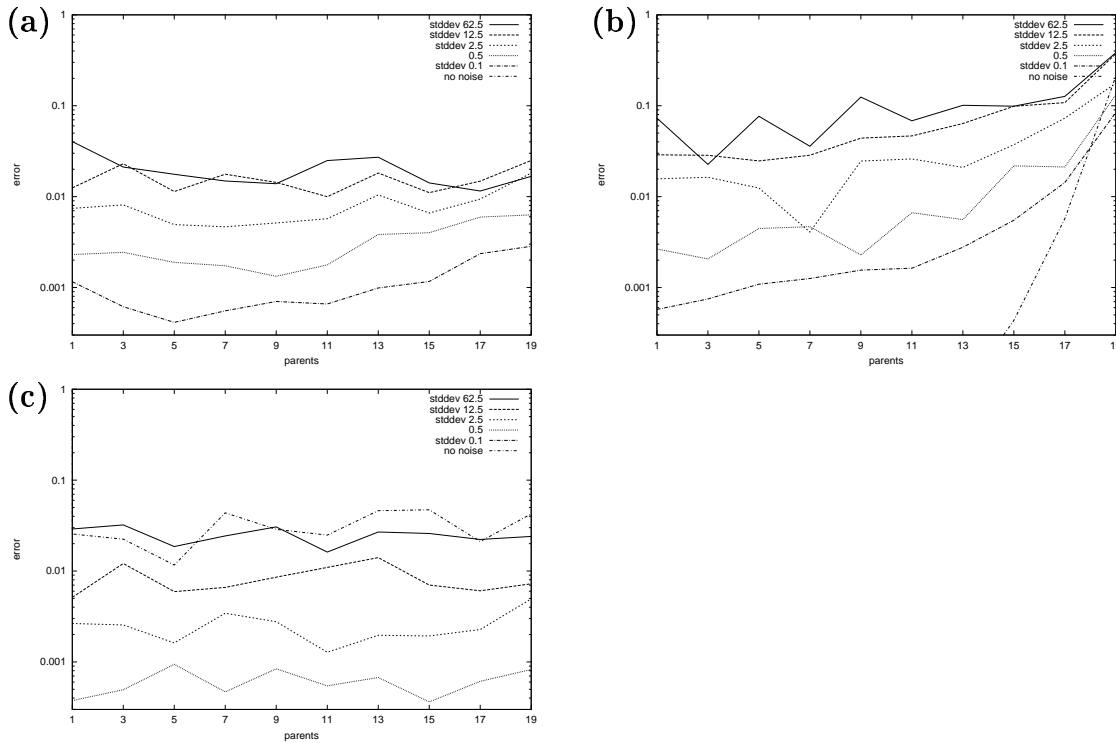 (a)
1
0.1
0.01
0.001
error
stddev 62.5
stddev 12.5
stddev 2.5
0.5
stddev 0.1
no noise
1 3 5 7 9 11 13 15 17 19
parents
(b)
1
0.1
0.01
0.001
error
stddev 62.5
stddev 12.5
stddev 2.5
0.5
stddev 0.1
no noise
1 3 5 7 9 11 13 15 17 1
parents
(c)
1
0.1
0.01
0.001
error
stddev 62.5
stddev 12.5
stddev 2.5
0.5
stddev 0.1
no noise
1 3 5 7 9 11 13 15 17 19
parents